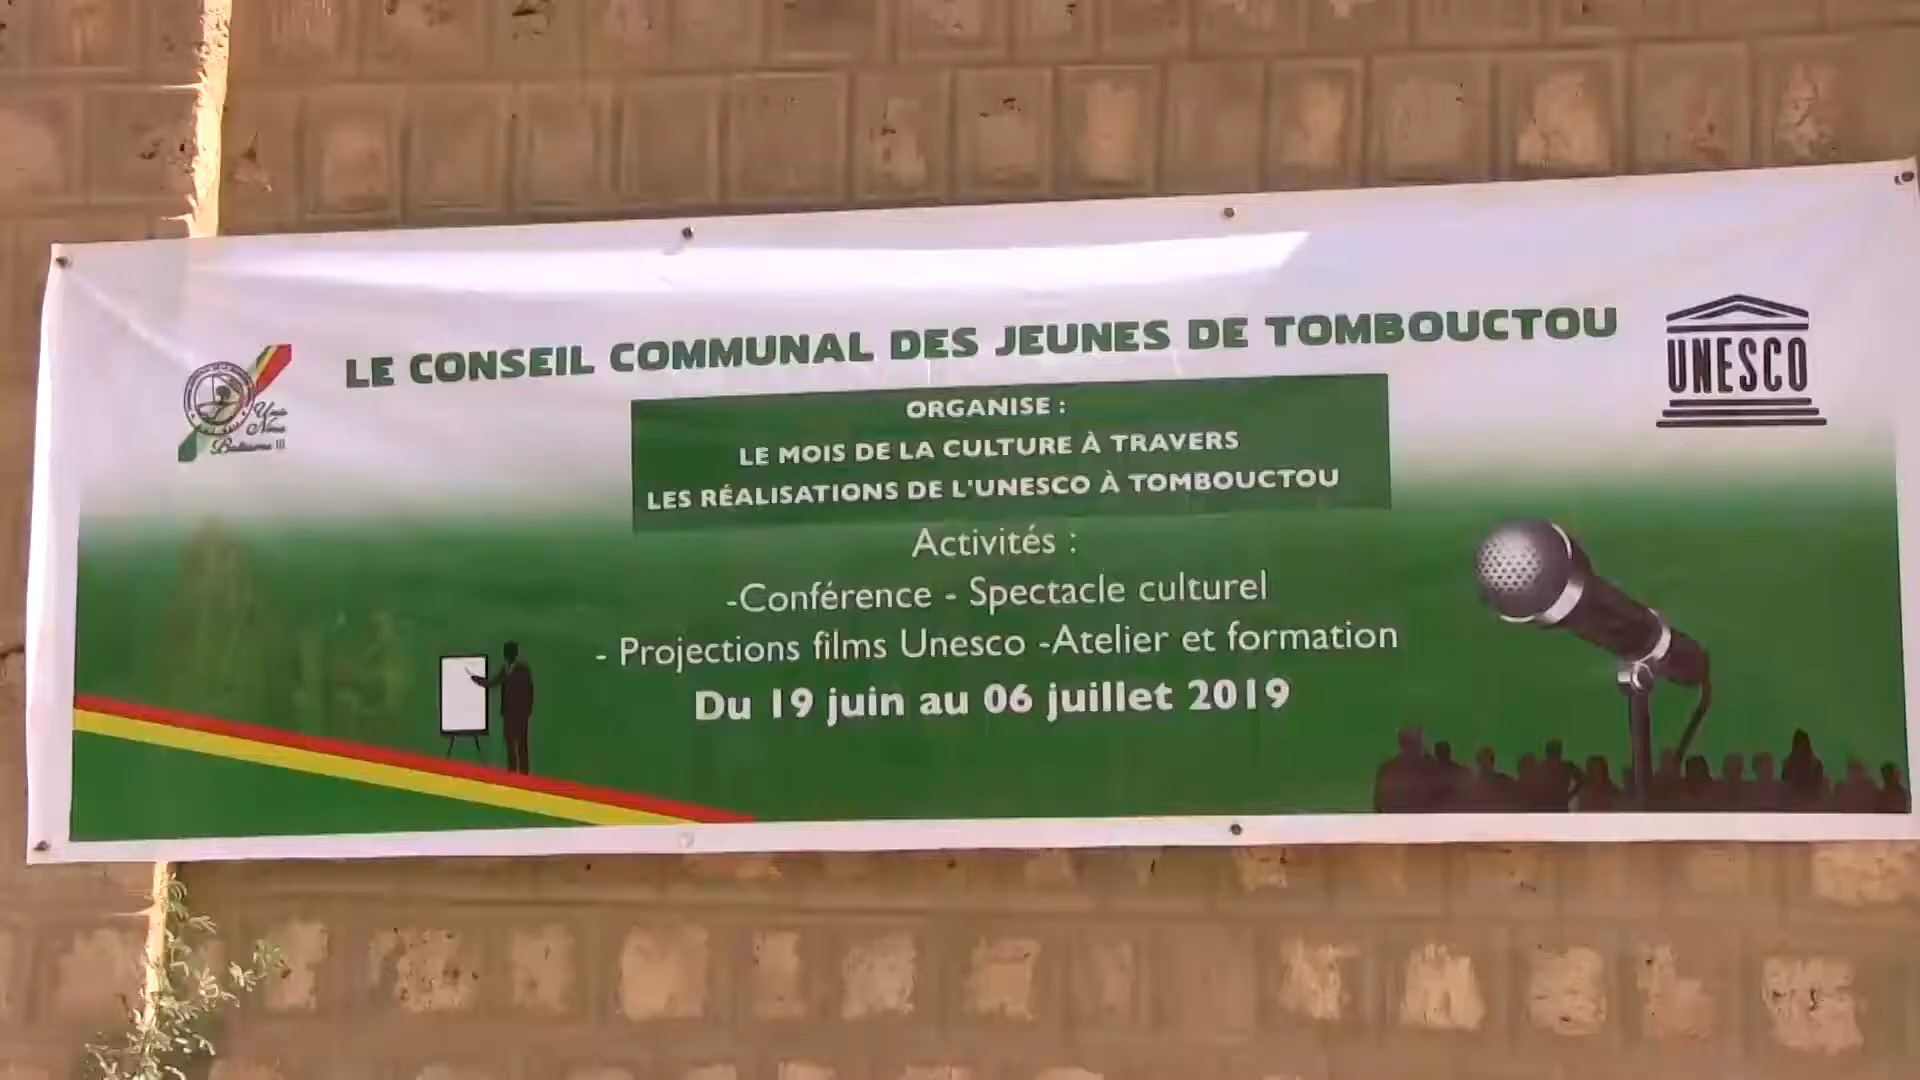 LE CONSEIL COMMUNAL DES JEUNES DE TOMBOUCTOU
UNESCO
ORGANISE :
LE MOIS DE LA CULTURE À TRAVERS
LES RÉALISATIONS DE L'UNESCO À TOMBOUCTOU
Activités :
-Conférence - Spectacle culturel
- Projections films Unesco -Atelier et formation
Du 19 juin au 06 juillet 2019